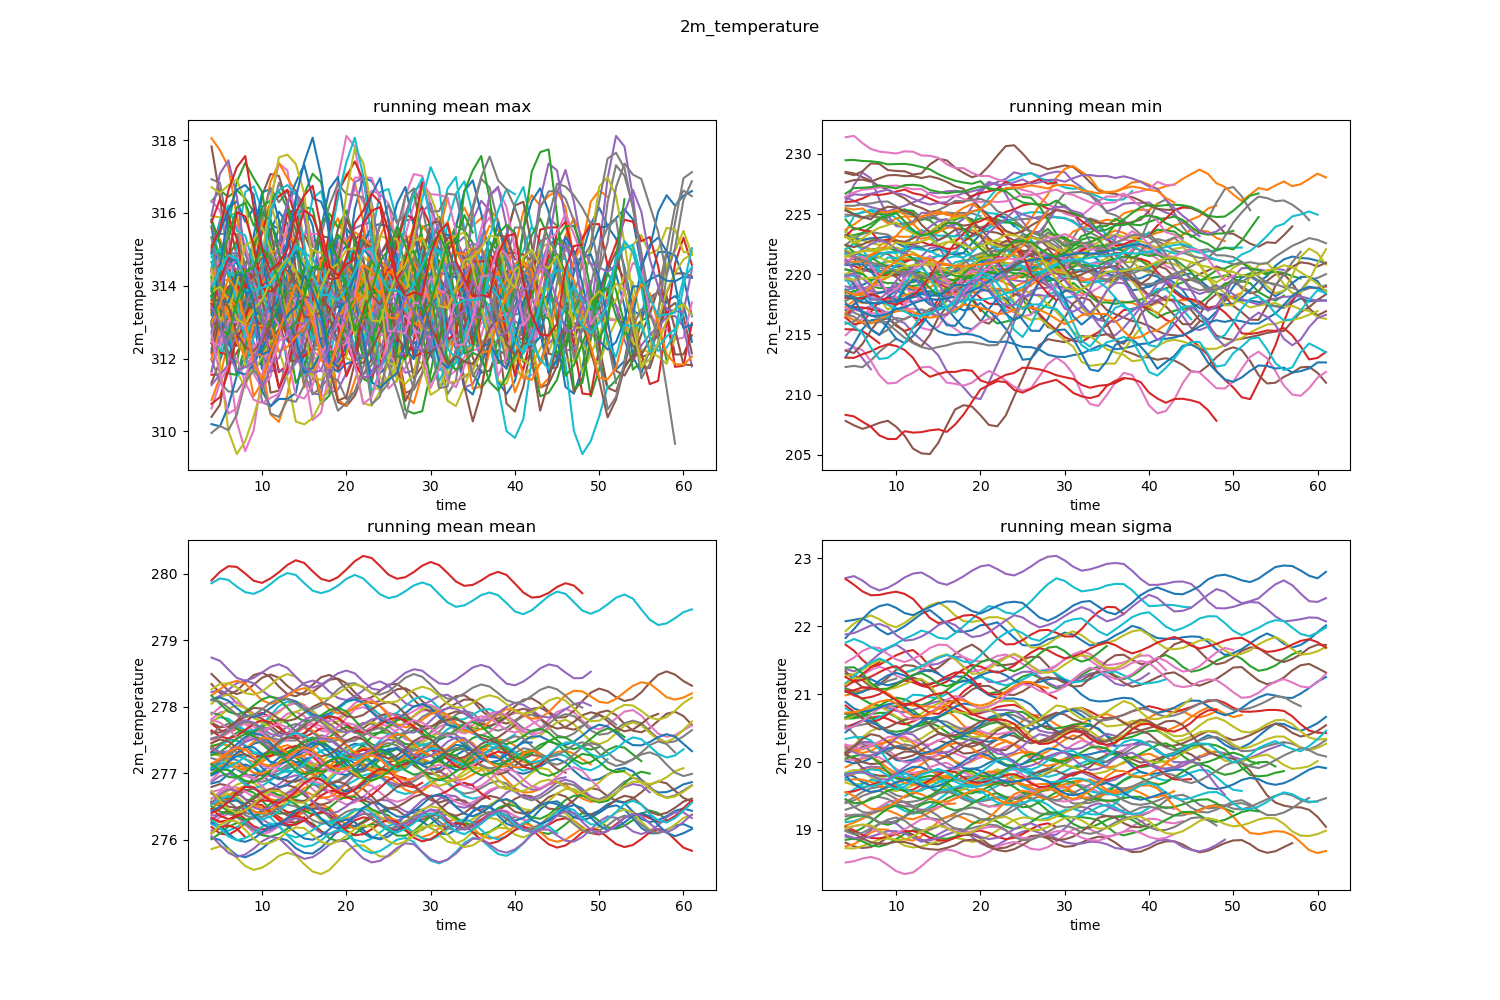 2m_temperature
running mean max
318
316
314
312
310
2m_temperature
10 20 30 40 50 60
time
running mean min
230
225
220
215
210
205
2m_temperature
10 20 30 40 50 60
time
running mean mean
280
279
278
277
276
2m_temperature
10 20 30 40 50 60
time
running mean sigma
23
22
21
20
19
2m_temperature
10 20 30 40 50 60
time